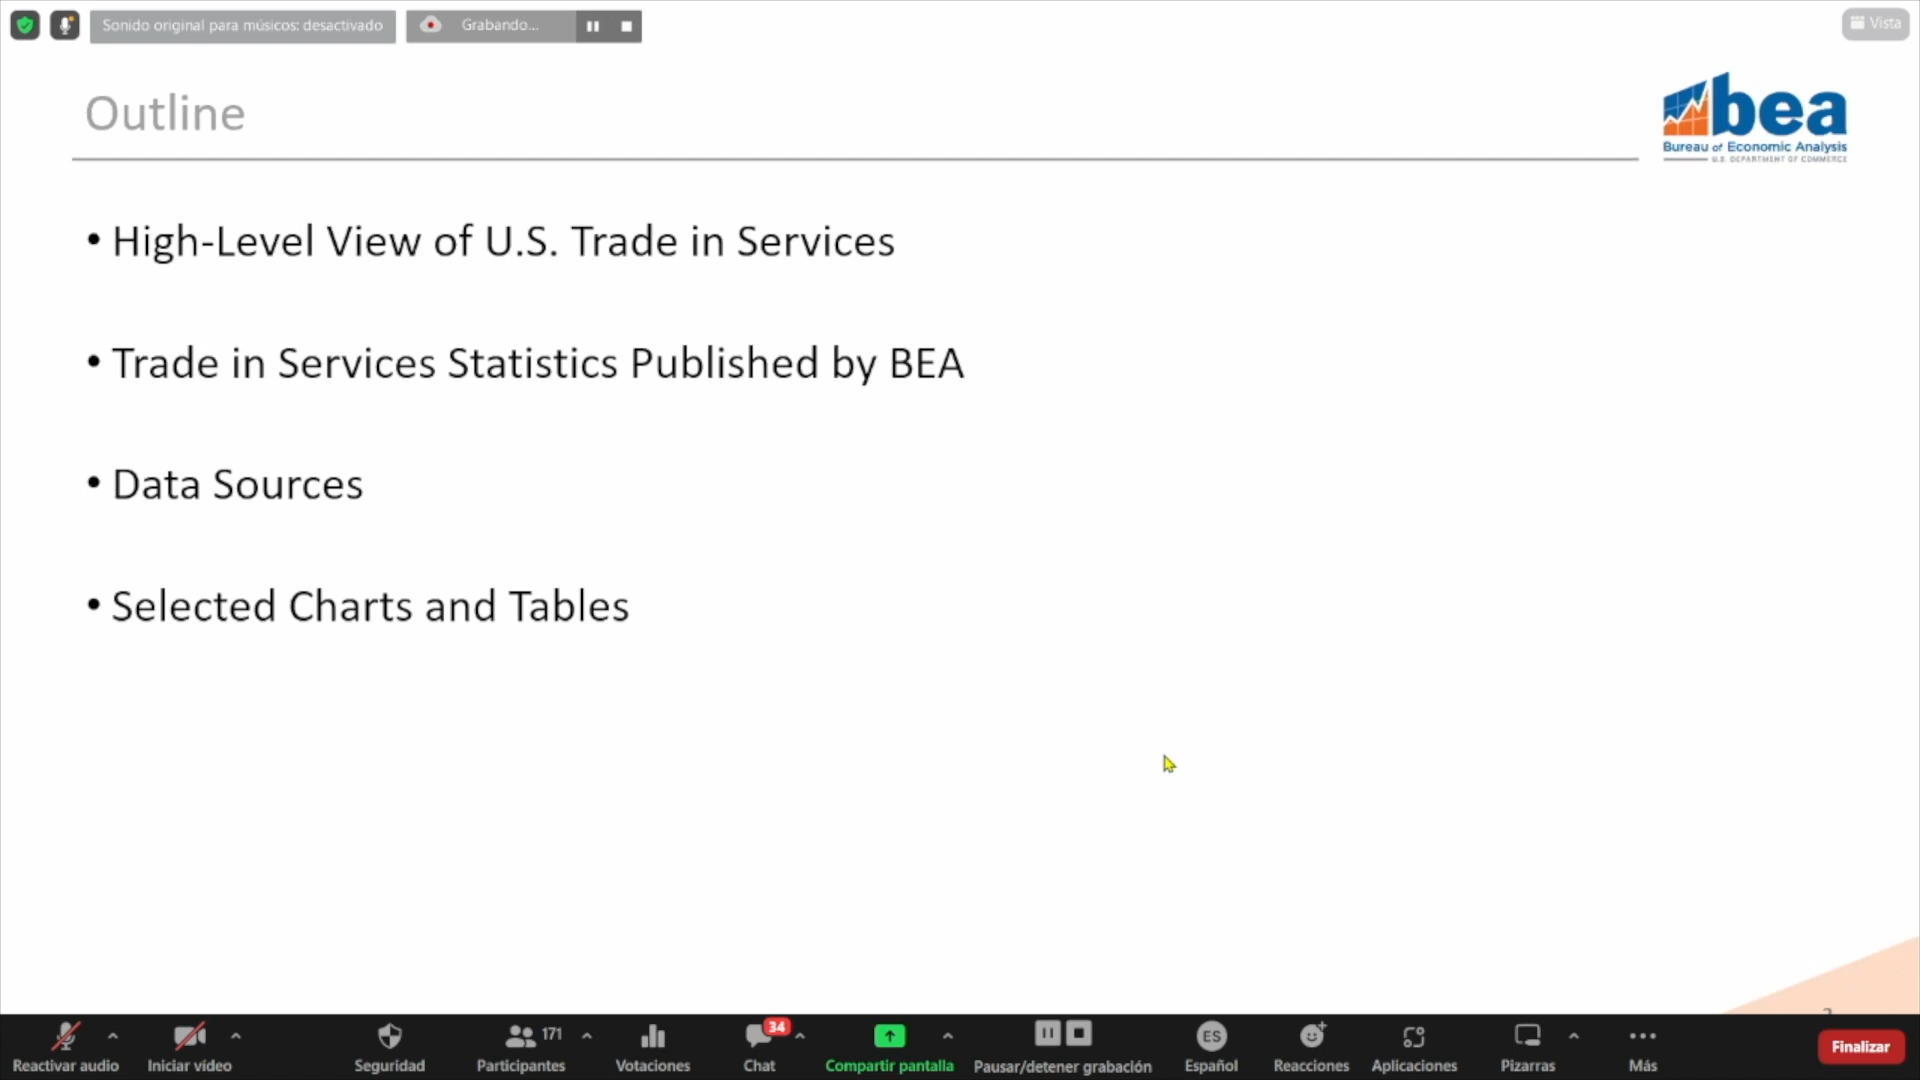 Sonido original para músicos: desactivado
Grabando...
Vista
Outline
bea
Bureau of Economic Analysis
U.S. DEPARTMENT OF COMMERCE
• High-Level View of U.S. Trade in Services
• Trade in Services Statistics Published by BEA
• Data Sources
• Selected Charts and Tables
171
34
ES
Reactivar audio
Iniciar vídeo
Seguridad
Participantes
Votaciones
Chat
Compartir pantalla
Pausar/detener grabación
Español
Reacciones
Aplicaciones
Pizarras
Más
Finalizar